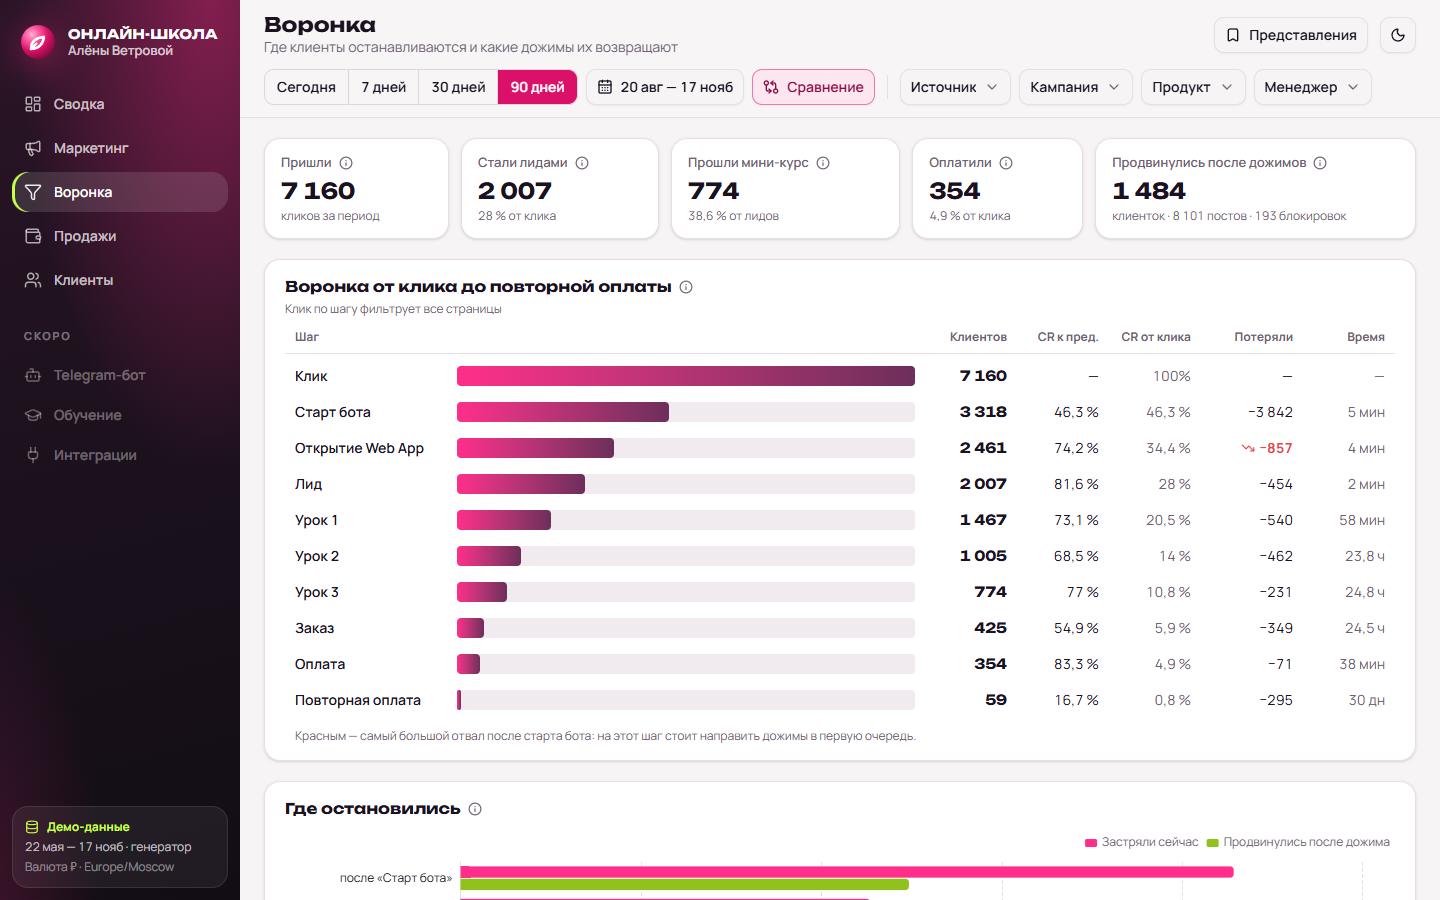 ОНЛАЙН-ШКОЛА
Алёны Ветровой
Сводка
Маркетинг
Воронка
Продажи
Клиенты
СКОРО
Telegram-бот
Обучение
Интеграции
Демо-данные
22 мая — 17 нояб · генератор
Валюта ₽ · Europe/Moscow
Воронка
Где клиенты останавливаются и какие дожимы их возвращают
Представления
Сегодня 7 дней 30 дней 90 дней 20 авг — 17 нояб Сравнение Источник Кампания Продукт Менеджер
Пришли
7 160
кликов за период
Стали лидами
2 007
28 % от клика
Прошли мини-курс
774
38,6 % от лидов
Оплатили
354
4,9 % от клика
Продвинулись после дожимов
1 484
клиенток · 8 101 постов · 193 блокировок
Воронка от клика до повторной оплаты
Клик по шагу фильтрует все страницы
Шаг Клиентов CR к пред. CR от клика Потеряли Время
Клик 7 160 — 100% — —
Старт бота 3 318 46,3 % 46,3 % −3 842 5 мин
Открытие Web App 2 461 74,2 % 34,4 % −857 4 мин
Лид 2 007 81,6 % 28 % −454 2 мин
Урок 1 1 467 73,1 % 20,5 % −540 58 мин
Урок 2 1 005 68,5 % 14 % −462 23,8 ч
Урок 3 774 77 % 10,8 % −231 24,8 ч
Заказ 425 54,9 % 5,9 % −349 24,5 ч
Оплата 354 83,3 % 4,9 % −71 38 мин
Повторная оплата 59 16,7 % 0,8 % −295 30 дн
Красным — самый большой отвал после старта бота: на этот шаг стоит направить дожимы в первую очередь.
Где остановились
Застряли сейчас Продвинулись после дожима
после «Старт бота»